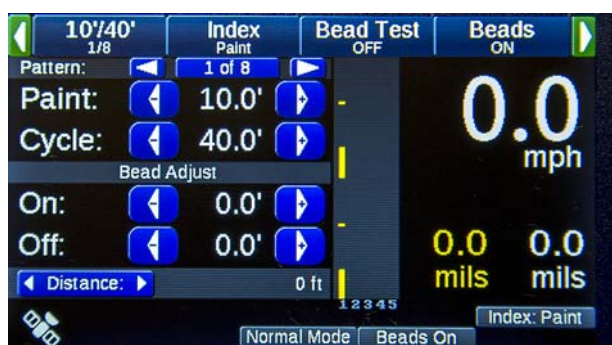 10'/40' Index Bead Test Beads
1/8 Paint OFF ON
Pattern: 1 of 8
Paint: - 10.0' +
Cycle: - 40.0' +
0.0
mph
Bead Adjust
On: - 0.0' +
Off: - 0.0' +
0.0 0.0
mils mils
Distance: 0 ft
12345
Index: Paint
Normal Mode Beads On